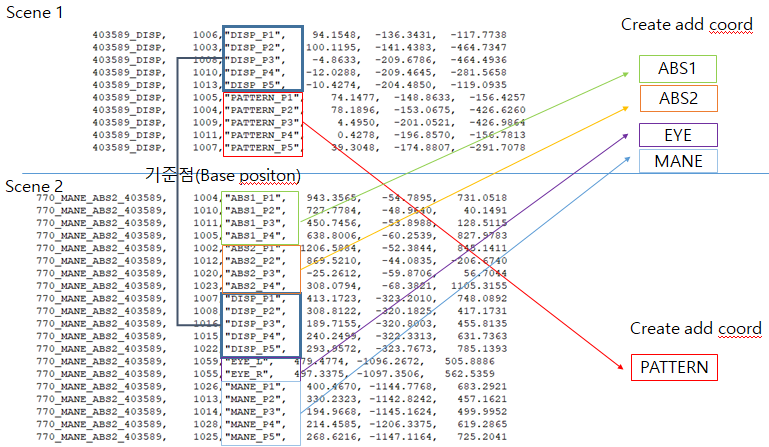 Scene 1
Create add coord
403589_DISP, 1006,"DISP_P1", 94.1548, -136.3431, -117.7738
403589_DISP, 1003,"DISP_P2", 100.1195, -141.4383, -464.7347
403589_DISP, 1008,"DISP_P3", -4.8633, -209.6786, -464.4936
403589_DISP, 1010,"DISP_P4", -12.0288, -209.4645, -281.5658
403589_DISP, 1013,"DISP_P5", -10.4274, -204.4850, -119.0935
403589_DISP, 1005,"PATTERN_P1", 74.1477, -148.8633, -156.4257
403589_DISP, 1004,"PATTERN_P2", 78.1896, -153.0675, -426.6260
403589_DISP, 1009,"PATTERN_P3", 4.4950, -201.0521, -426.9864
403589_DISP, 1011,"PATTERN_P4", 0.4278, -196.8570, -156.7813
403589_DISP, 1007,"PATTERN_P5", 39.3048, -174.8807, -291.7078
ABS1
ABS2
EYE
MANE
기준점(Base positon)
Scene 2
770_MANE_ABS2_403589, 1004,"ABS1_P1", 943.3565, -54.7895, 731.0518
770_MANE_ABS2_403589, 1010,"ABS1_P2", 727.7784, -48.9640, 40.1491
770_MANE_ABS2_403589, 1011,"ABS1_P3", 450.7456, -53.8988, 128.5115
770_MANE_ABS2_403589, 1005,"ABS1_P4", 638.8006, -60.2539, 827.9783
770_MANE_ABS2_403589, 1002,"ABS2_P1", 1206.5884, -52.3844, 845.1411
770_MANE_ABS2_403589, 1012,"ABS2_P2", 869.5210, -44.0835, -206.6740
770_MANE_ABS2_403589, 1020,"ABS2_P3", -25.2612, -59.8706, 56.7044
770_MANE_ABS2_403589, 1023,"ABS2_P4", 308.0794, -68.3821, 1105.3155
770_MANE_ABS2_403589, 1007,"DISP_P1", 413.1723, -323.2010, 748.0892
770_MANE_ABS2_403589, 1008,"DISP_P2", 308.8122, -320.1825, 417.1731
770_MANE_ABS2_403589, 1016,"DISP_P3", 189.7155, -320.8003, 455.8135
770_MANE_ABS2_403589, 1015,"DISP_P4", 240.2499, -322.3313, 631.7363
770_MANE_ABS2_403589, 1022,"DISP_P5", 293.8572, -323.7673, 785.1393
770_MANE_ABS2_403589, 1059,"EYE_L", 479.4774, -1096.2672, 505.8886
770_MANE_ABS2_403589, 1055,"EYE_R", 497.3375, -1097.3506, 562.5359
770_MANE_ABS2_403589, 1026,"MANE_P1", 400.4670, -1144.7768, 683.2921
770_MANE_ABS2_403589, 1013,"MANE_P2", 330.2323, -1142.8242, 457.1621
770_MANE_ABS2_403589, 1014,"MANE_P3", 194.9668, -1145.1624, 499.9952
770_MANE_ABS2_403589, 1028,"MANE_P4", 214.4585, -1206.3375, 619.2865
770_MANE_ABS2_403589, 1025,"MANE_P5", 268.6216, -1147.1164, 725.2041
Create add coord
PATTERN